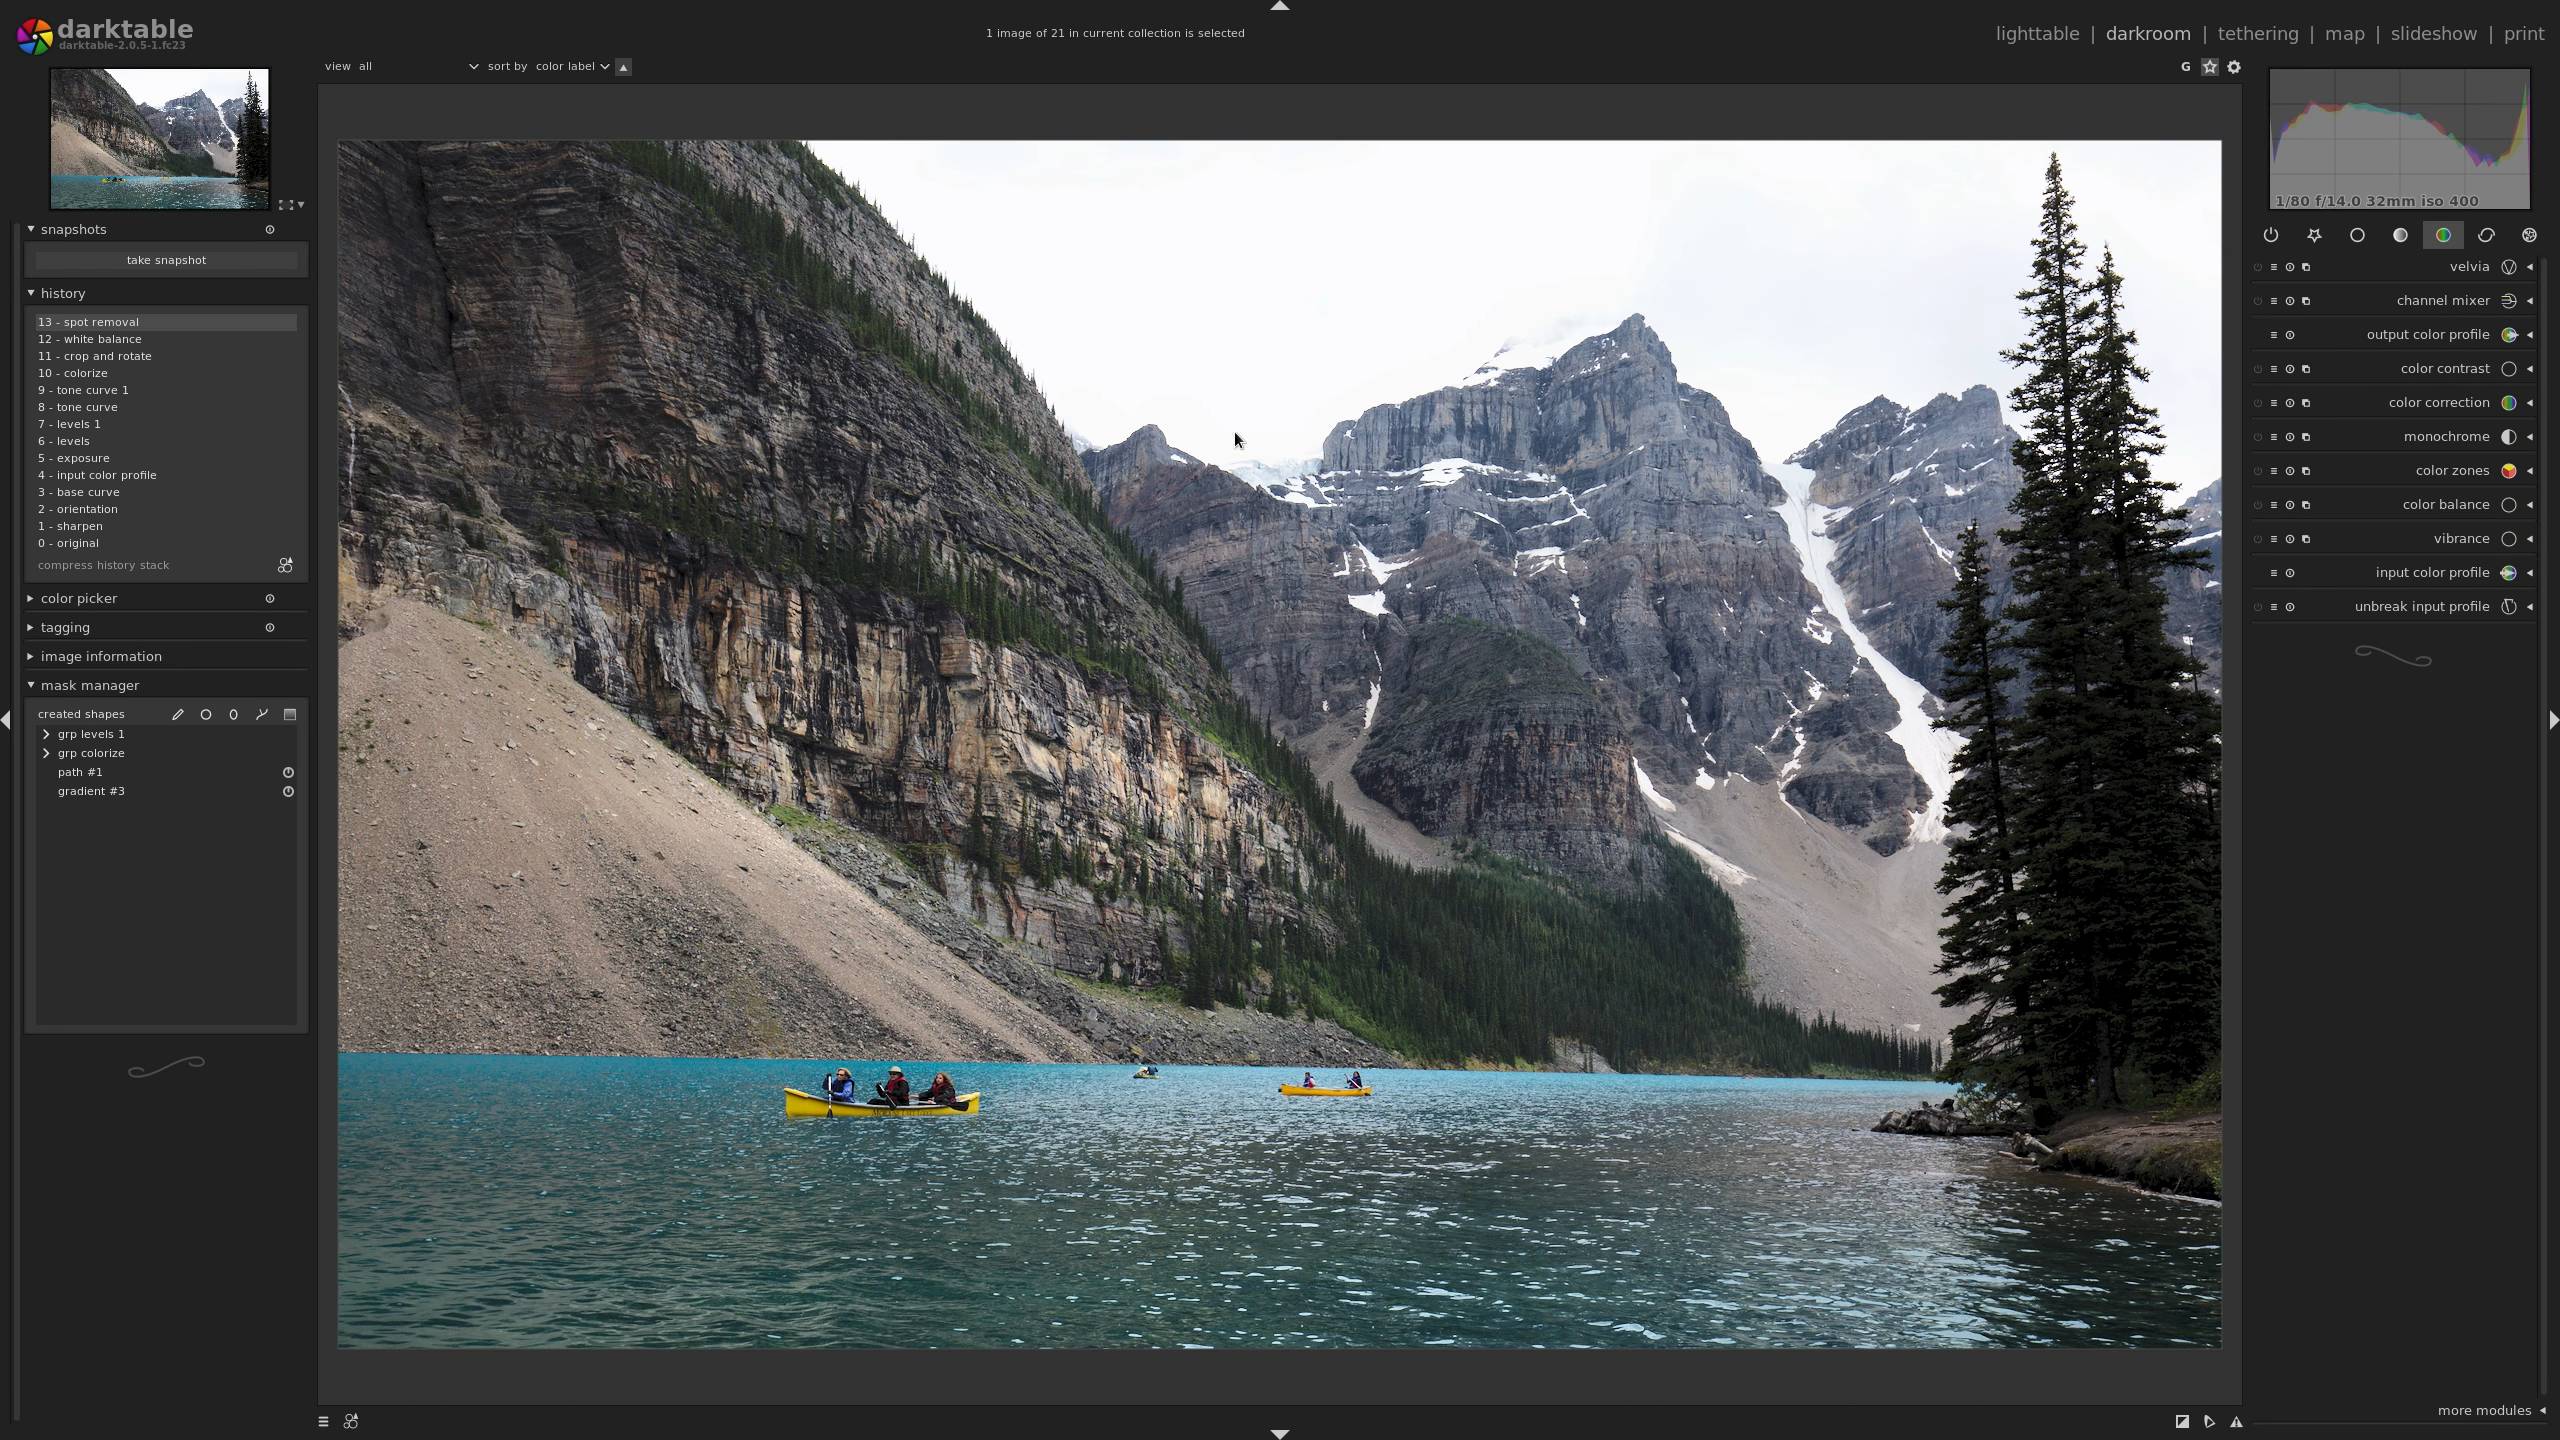 darktable
darktable-2.0.5-1.fc23
1 image of 21 in current collection is selected
lighttable | darkroom | tethering | map | slideshow | print
view all sort by color label
G
1/80 f/14.0 32mm iso 400
snapshots
take snapshot
history
13 - spot removal
12 - white balance
11 - crop and rotate
10 - colorize
9 - tone curve 1
8 - tone curve
7 - levels 1
6 - levels
5 - exposure
4 - input color profile
3 - base curve
2 - orientation
1 - sharpen
0 - original
compress history stack
color picker
tagging
image information
mask manager
created shapes
grp levels 1
grp colorize
path #1
gradient #3
velvia
channel mixer
output color profile
color contrast
color correction
monochrome
color zones
color balance
vibrance
input color profile
unbreak input profile
more modules